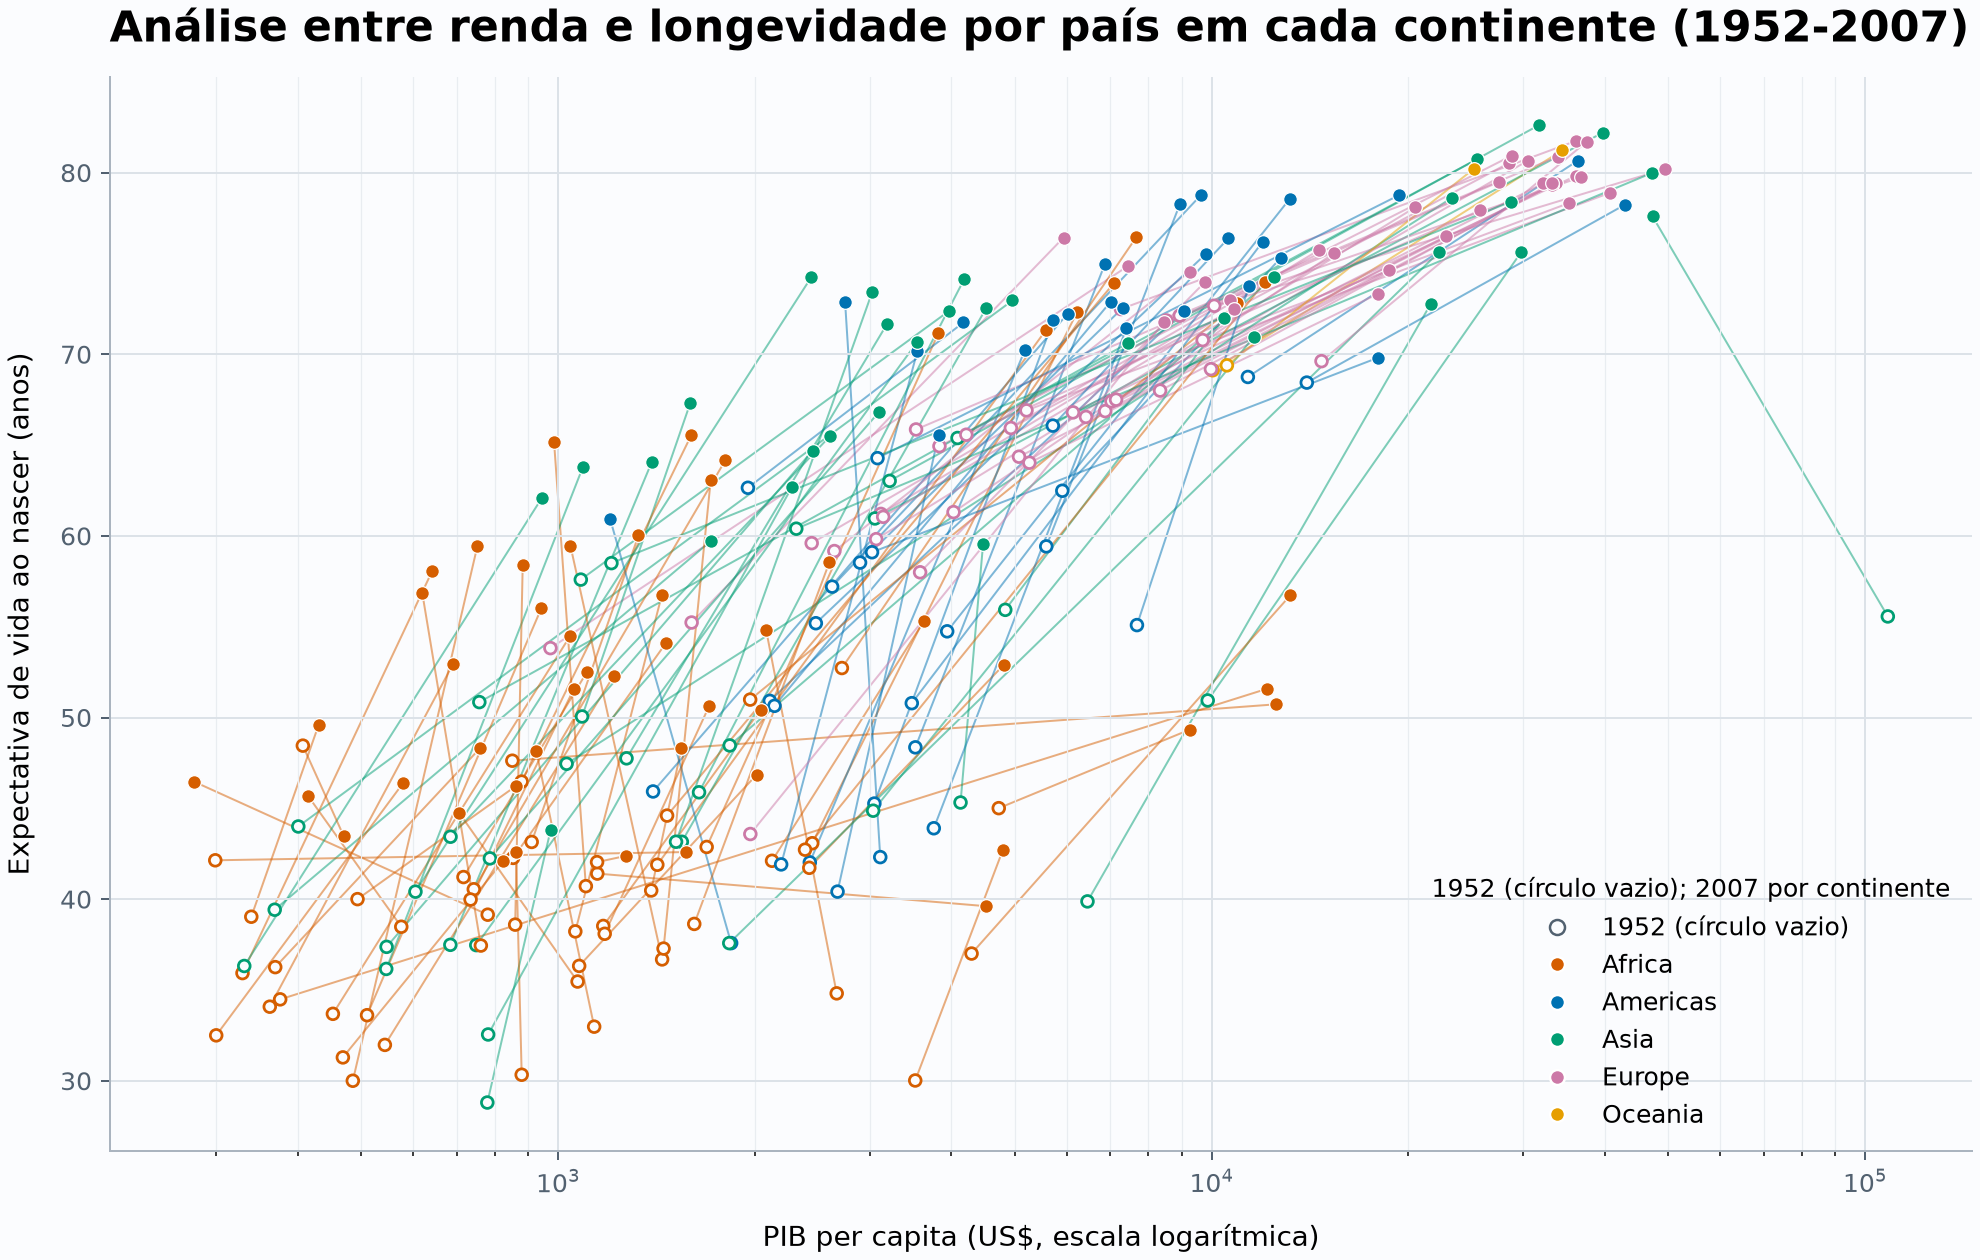 Análise entre renda e longevidade por país em cada continente (1952-2007)
Expectativa de vida ao nascer (anos)
80
70
60
50
40
30
10³
10⁴
10⁵
PIB per capita (US$, escala logarítmica)
1952 (círculo vazio); 2007 por continente
1952 (círculo vazio)
Africa
Americas
Asia
Europe
Oceania